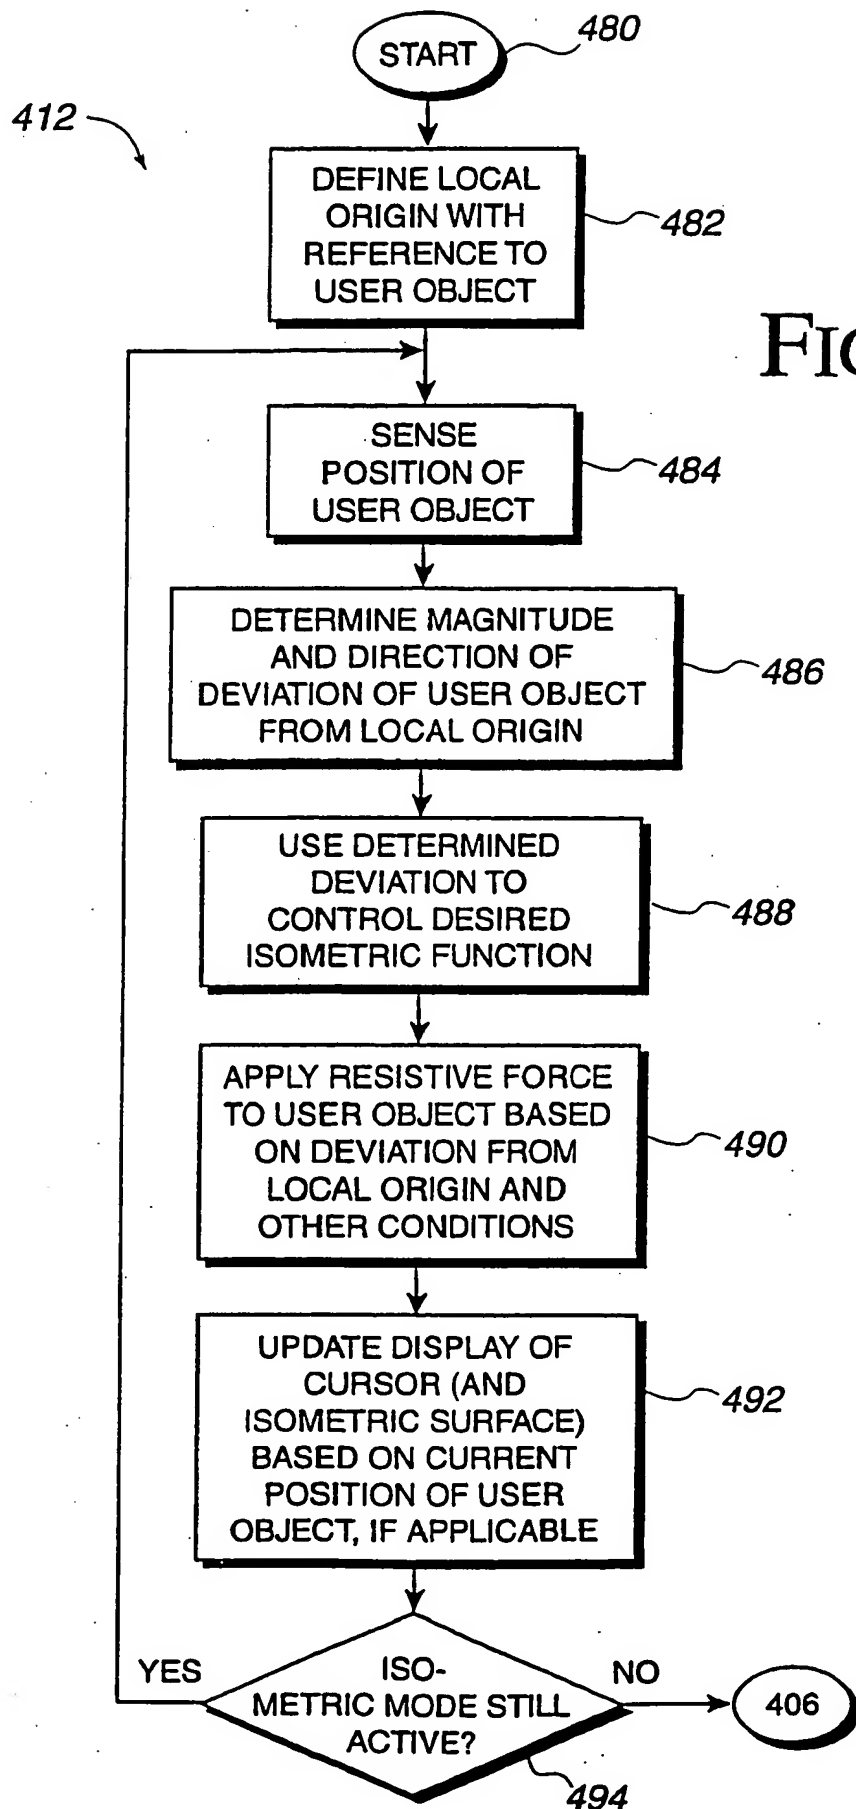 START
480
412
DEFINE LOCAL
ORIGIN WITH
REFERENCE TO
USER OBJECT
482
SENSE
POSITION OF
USER OBJECT
484
DETERMINE MAGNITUDE
AND DIRECTION OF
DEVIATION OF USER OBJECT
FROM LOCAL ORIGIN
486
USE DETERMINED
DEVIATION TO
CONTROL DESIRED
ISOMETRIC FUNCTION
488
APPLY RESISTIVE FORCE
TO USER OBJECT BASED
ON DEVIATION FROM
LOCAL ORIGIN AND
OTHER CONDITIONS
490
UPDATE DISPLAY OF
CURSOR (AND
ISOMETRIC SURFACE)
BASED ON CURRENT
POSITION OF USER
OBJECT, IF APPLICABLE
492
YES
ISO-
METRIC MODE STILL
ACTIVE?
NO
406
494